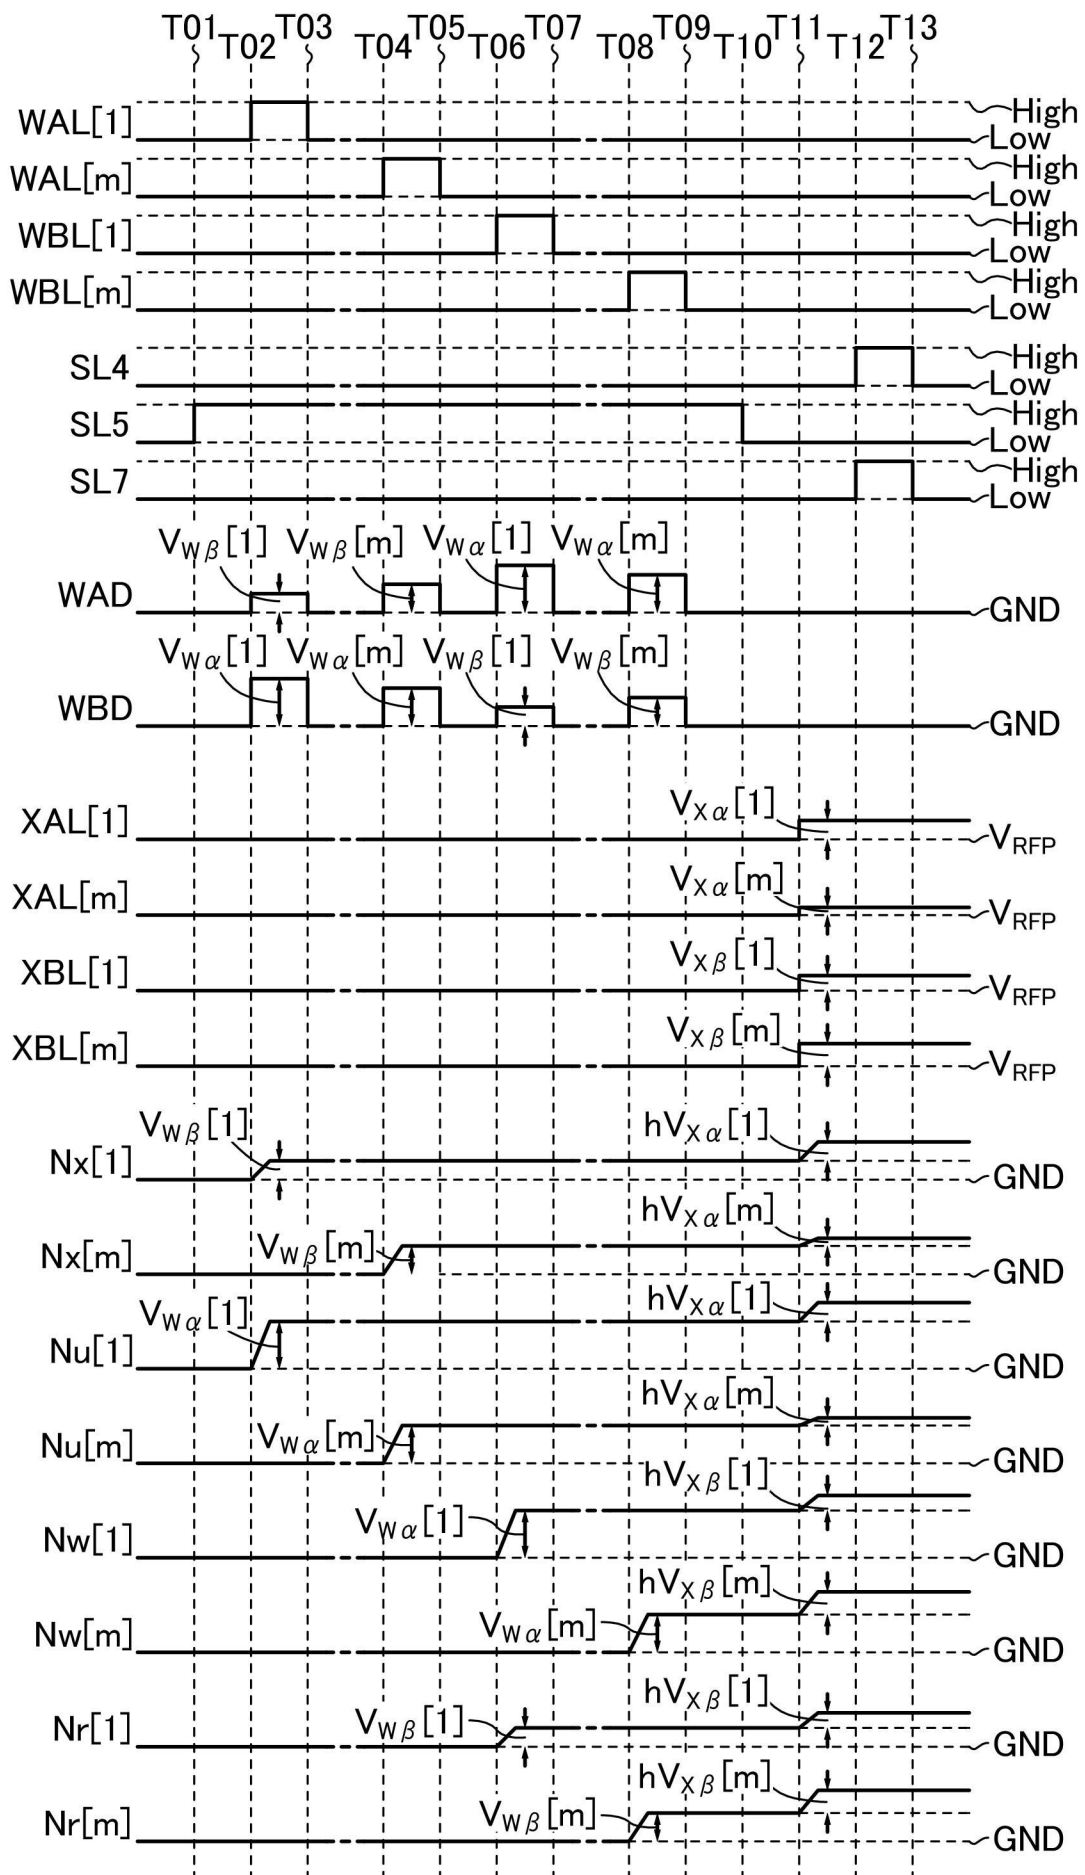 T01 T03 T05 T07 T09 T11 T13
T02 T04 T06 T08 T10 T12
WAL[1] High
Low
WAL[m] High
Low
WBL[1] High
Low
WBL[m] High
Low
SL4 High
Low
SL5 High
Low
SL7 High
Low
VWβ[1] VWβ[m] VWα[1] VWα[m]
WAD GND
VWα[1] VWα[m] VWβ[1] VWβ[m]
WBD GND
VXα[1]
XAL[1] VRFP
VXα[m]
XAL[m] VRFP
VXβ[1]
XBL[1] VRFP
VXβ[m]
XBL[m] VRFP
VWβ[1] hVXα[1]
Nx[1] GND
hVXα[m]
Nx[m] VWβ[m] GND
VWα[1] hVXα[1]
Nu[1] GND
hVXα[m]
Nu[m] VWα[m] GND
hVXβ[1]
VWα[1]
Nw[1] GND
hVXβ[m]
VWα[m]
Nw[m] GND
hVXβ[1]
Nr[1] VWβ[1] GND
hVXβ[m]
Nr[m] VWβ[m] GND